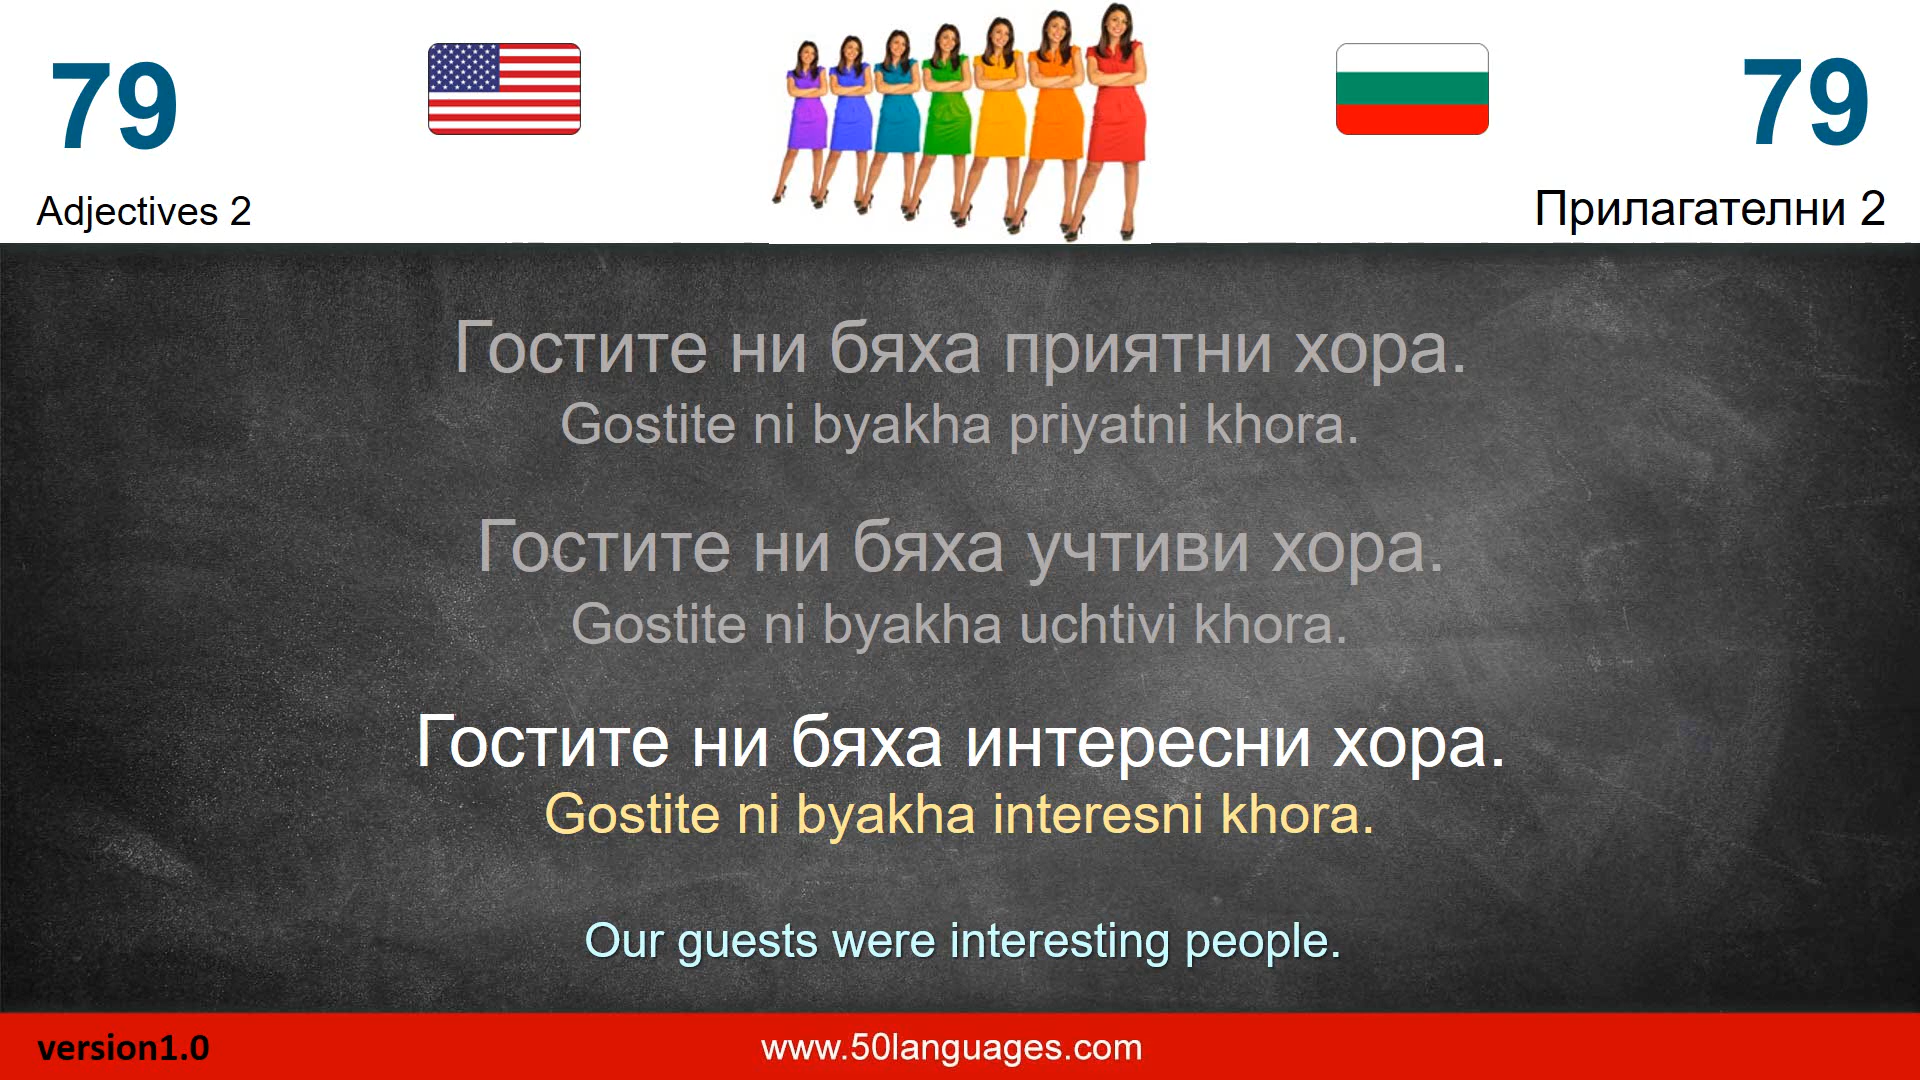 79
79
Adjectives 2
Прилагателни 2
Гостите ни бяха приятни хора.
Gostite ni byakha priyatni khora.
Гостите ни бяха учтиви хора.
Gostite ni byakha uchtivi khora.
Гостите ни бяха интересни хора.
Gostite ni byakha interesni khora.
Our guests were interesting people.
version1.0
www.50languages.com